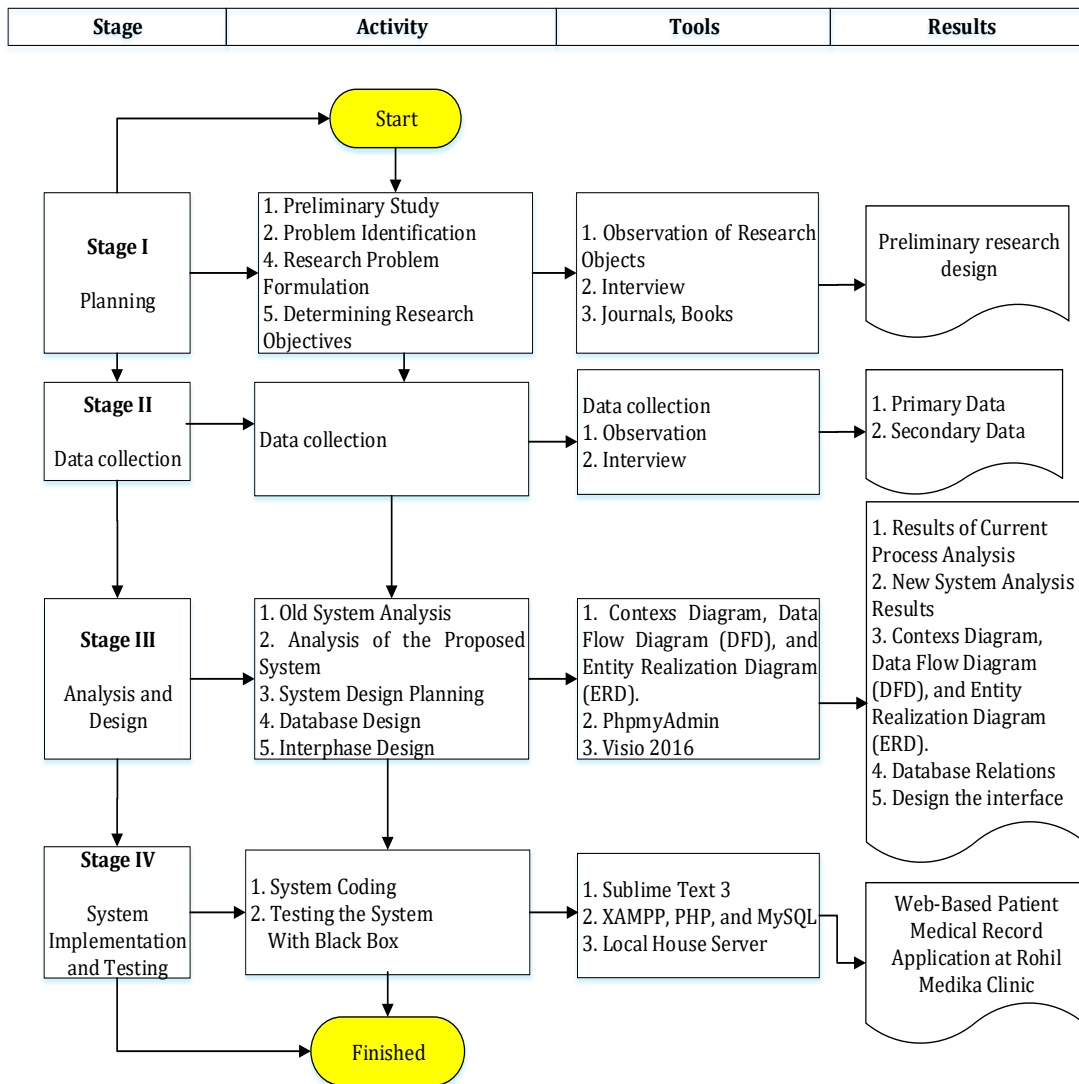 Stage
Activity
Tools
Results
Start
Stage I
Planning
1. Preliminary Study
2. Problem Identification
4. Research Problem
Formulation
5. Determining Research
Objectives
1. Observation of Research
Objects
2. Interview
3. Journals, Books
Preliminary research
design
Stage II
Data collection
Data collection
Data collection
1. Observation
2. Interview
1. Primary Data
2. Secondary Data
Stage III
Analysis and
Design
1. Old System Analysis
2. Analysis of the Proposed
System
3. System Design Planning
4. Database Design
5. Interphase Design
1. Contexs Diagram, Data
Flow Diagram (DFD), and
Entity Realization Diagram
(ERD).
2. PhpmyAdmin
3. Visio 2016
1. Results of Current
Process Analysis
2. New System Analysis
Results
3. Contexs Diagram,
Data Flow Diagram
(DFD), and Entity
Realization Diagram
(ERD).
4. Database Relations
5. Design the interface
Stage IV
System
Implementation
and Testing
1. System Coding
2. Testing the System
With Black Box
1. Sublime Text 3
2. XAMPP, PHP, and MySQL
3. Local House Server
Web-Based Patient
Medical Record
Application at Rohil
Medika Clinic
Finished